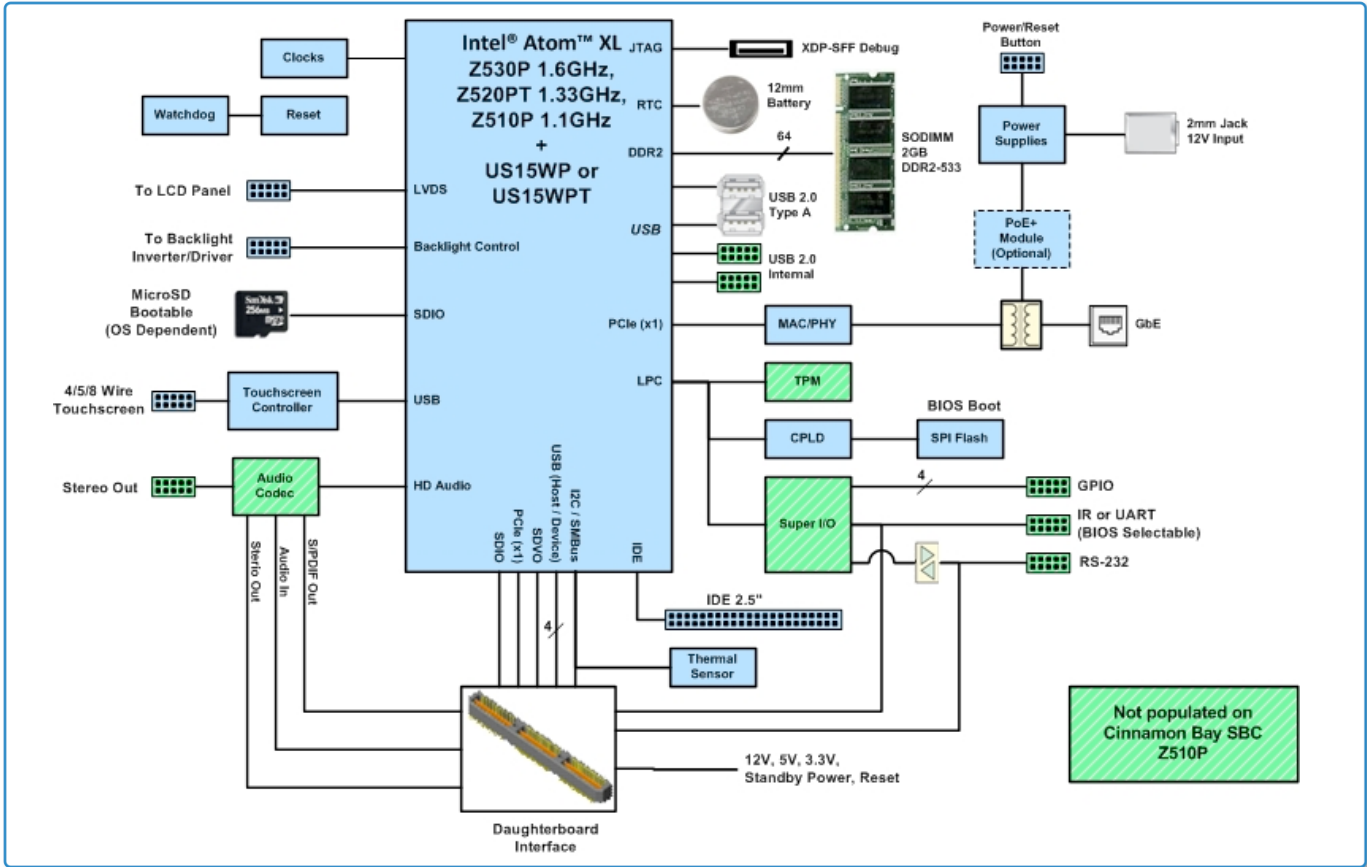 Intel® Atom™ XL
Z530P 1.6GHz,
Z520PT 1.33GHz,
Z510P 1.1GHz
+
US15WP or
US15WPT
Clocks
Watchdog
Reset
To LCD Panel
LVDS
To Backlight
Inverter/Driver
Backlight Control
MicroSD
Bootable
(OS Dependent)
SanDisk
256MB
SDIO
4/5/8 Wire
Touchscreen
Touchscreen
Controller
USB
Stereo Out
Audio
Codec
HD Audio
Sterio Out
Audio In
S/PDIF Out
SDIO
PCIe (x1)
SDVO
USB (Host / Device)
I2C / SMBus
IDE
4
JTAG
XDP-SFF Debug
RTC
12mm
Battery
DDR2
64
SODIMM
2GB
DDR2-533
USB
USB 2.0
Type A
USB 2.0
Internal
PCIe (x1)
MAC/PHY
GbE
Power/Reset
Button
Power
Supplies
2mm Jack
12V Input
PoE+
Module
(Optional)
LPC
TPM
CPLD
BIOS Boot
SPI Flash
Super I/O
4
GPIO
IR or UART
(BIOS Selectable)
RS-232
IDE 2.5"
Thermal
Sensor
12V, 5V, 3.3V,
Standby Power, Reset
Daughterboard
Interface
Not populated on
Cinnamon Bay SBC
Z510P